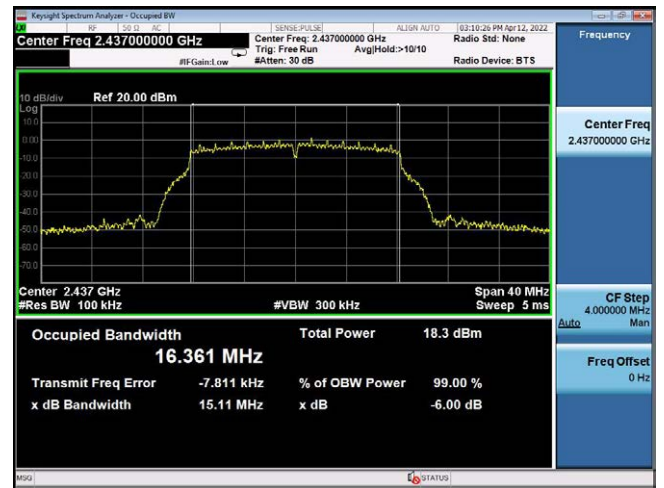 Keysight Spectrum Analyzer - Occupied BW
RF 50 Ω AC SENSE:PULSE ALIGN AUTO 03:10:26 PM Apr 12, 2022
Center Freq 2.437000000 GHz
Center Freq: 2.437000000 GHz
Radio Std: None
Trig: Free Run Avg|Hold:>10/10
#IFGain:Low #Atten: 30 dB Radio Device: BTS
Frequency
10 dB/div Ref 20.00 dBm
Log
10.0
0.00
-10.0
-20.0
-30.0
-40.0
-50.0
-60.0
-70.0
Center 2.437 GHz Span 40 MHz
#Res BW 100 kHz #VBW 300 kHz Sweep 5 ms
Center Freq
2.437000000 GHz
CF Step
4.000000 MHz
Auto Man
Freq Offset
0 Hz
Occupied Bandwidth Total Power 18.3 dBm
16.361 MHz
Transmit Freq Error -7.811 kHz % of OBW Power 99.00 %
x dB Bandwidth 15.11 MHz x dB -6.00 dB
MSG STATUS